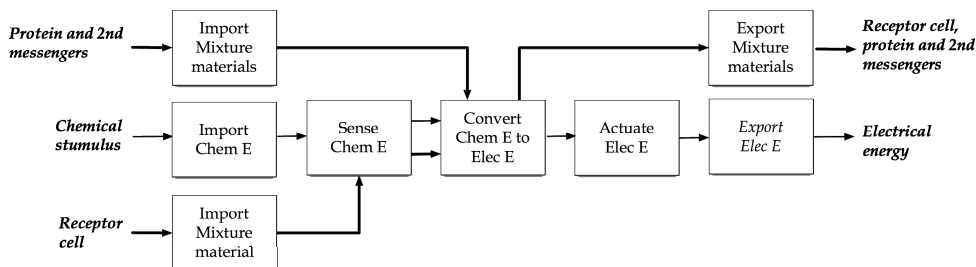 Protein and 2nd
messengers
Import
Mixture
materials
Export
Mixture
materials
Receptor cell,
protein and 2nd
messengers
Chemical
stumulus
Import
Chem E
Sense
Chem E
Convert
Chem E to
Elec E
Actuate
Elec E
Export
Elec E
Electrical
energy
Receptor
cell
Import
Mixture
material